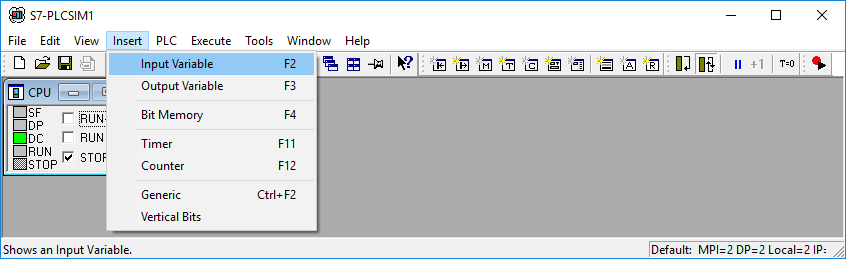 S7-PLCSIM1
File Edit View Insert PLC Execute Tools Window Help
+1 T=0
Input Variable F2
Output Variable F3
Bit Memory F4
Timer F11
Counter F12
Generic Ctrl+F2
Vertical Bits
CPU
SF
DP
DC
RUN
STOP
RUN-
RUN
STO
Shows an Input Variable.
Default: MPI=2 DP=2 Local=2 IP: